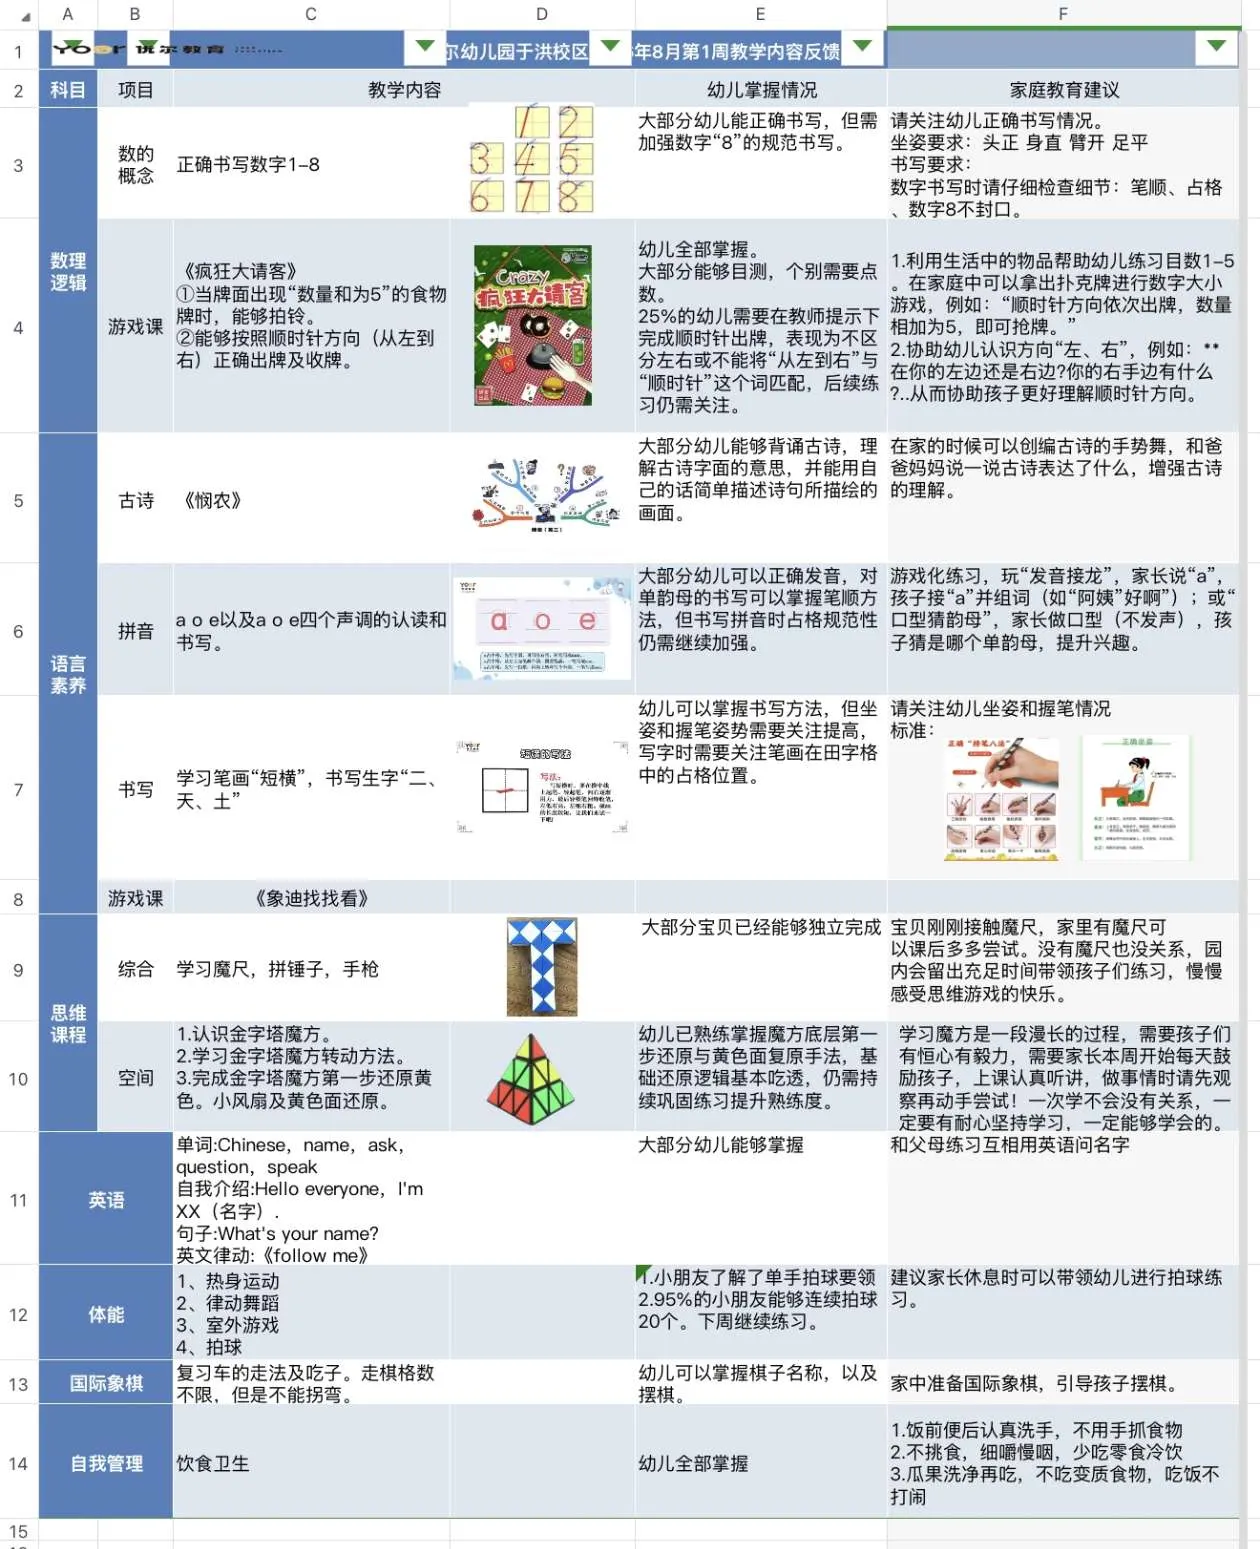 A B C D E F
1
YOer 优尔教育
尔幼儿园于洪校区
年8月第1周教学内容反馈
2
科目 项目 教学内容 幼儿掌握情况 家庭教育建议
3
数理
逻辑
数的
概念
正确书写数字1-8
1 2
3 4 5
6 7 8
大部分幼儿能正确书写，但需
加强数字“8”的规范书写。
请关注幼儿正确书写情况。
坐姿要求：头正 身直 臂开 足平
书写要求：
数字书写时请仔细检查细节：笔顺、占格
、数字8不封口。
4
游戏课
《疯狂大请客》
①当牌面出现“数量和为5”的食物
牌时，能够拍铃。
②能够按照顺时针方向（从左到
右）正确出牌及收牌。
Crazy
疯狂大请客
幼儿全部掌握。
大部分能够目测，个别需要点
数。
25%的幼儿需要在教师提示下
完成顺时针出牌，表现为不区
分左右或不能将“从左到右”与
“顺时针”这个词匹配，后续练
习仍需关注。
1.利用生活中的物品帮助幼儿练习目数1-5
。在家庭中可以拿出扑克牌进行数字大小
游戏，例如：“顺时针方向依次出牌，数量
相加为5，即可抢牌。”
2.协助幼儿认识方向“左、右”，例如：**
在你的左边还是右边?你的右手边有什么
?..从而协助孩子更好理解顺时针方向。
5
语言
素养
古诗
《悯农》
大部分幼儿能够背诵古诗，理
解古诗字面的意思，并能用自
己的话简单描述诗句所描绘的
画面。
在家的时候可以创编古诗的手势舞，和爸
爸妈妈说一说古诗表达了什么，增强古诗
的理解。
6
拼音
a o e以及a o e四个声调的认读和
书写。
YOer
a o e
大部分幼儿可以正确发音，对
单韵母的书写可以掌握笔顺方
法，但书写拼音时占格规范性
仍需继续加强。
游戏化练习，玩“发音接龙”，家长说“a”，
孩子接“a”并组词（如“阿姨”好啊”）；或“
口型猜韵母”，家长做口型（不发声），孩
子猜是哪个单韵母，提升兴趣。
7
书写
学习笔画“短横”，书写生字“二、
天、土”
YOer
短横的写法
写法：
幼儿可以掌握书写方法，但坐
姿和握笔姿势需要关注提高，
写字时需要关注笔画在田字格
中的占格位置。
请关注幼儿坐姿和握笔情况
标准：
正确“握笔八法”
正确坐姿
8
游戏课
《象迪找找看》
9
思维
课程
综合
学习魔尺，拼锤子，手枪
大部分宝贝已经能够独立完成
宝贝刚刚接触魔尺，家里有魔尺可
以课后多多尝试。没有魔尺也没关系，园
内会留出充足时间带领孩子们练习，慢慢
感受思维游戏的快乐。
10
空间
1.认识金字塔魔方。
2.学习金字塔魔方转动方法。
3.完成金字塔魔方第一步还原黄
色。小风扇及黄色面还原。
幼儿已熟练掌握魔方底层第一
步还原与黄色面复原手法，基
础还原逻辑基本吃透，仍需持
续巩固练习提升熟练度。
学习魔方是一段漫长的过程，需要孩子们
有恒心有毅力，需要家长本周开始每天鼓
励孩子，上课认真听讲，做事情时请先观
察再动手尝试！一次学不会没有关系，一
定要有耐心坚持学习，一定能够学会的。
11
英语
单词:Chinese，name，ask，
question，speak
自我介绍:Hello everyone，I'm
XX（名字）.
句子:What's your name?
英文律动:《follow me》
大部分幼儿能够掌握
和父母练习互相用英语问名字
12
体能
1、热身运动
2、律动舞蹈
3、室外游戏
4、拍球
1.小朋友了解了单手拍球要领
2.95%的小朋友能够连续拍球
20个。下周继续练习。
建议家长休息时可以带领幼儿进行拍球练
习。
13
国际象棋
复习车的走法及吃子。走棋格数
不限，但是不能拐弯。
幼儿可以掌握棋子名称，以及
摆棋。
家中准备国际象棋，引导孩子摆棋。
14
自我管理
饮食卫生
幼儿全部掌握
1.饭前便后认真洗手，不用手抓食物
2.不挑食，细嚼慢咽，少吃零食冷饮
3.瓜果洗净再吃，不吃变质食物，吃饭不
打闹
15